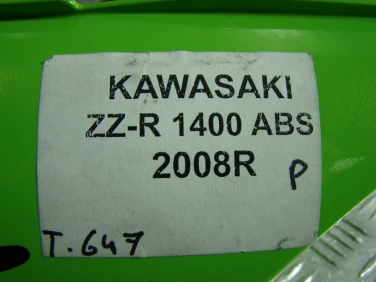 KAWASAKI
ZZ-R 1400 ABS
2008R P
T.647